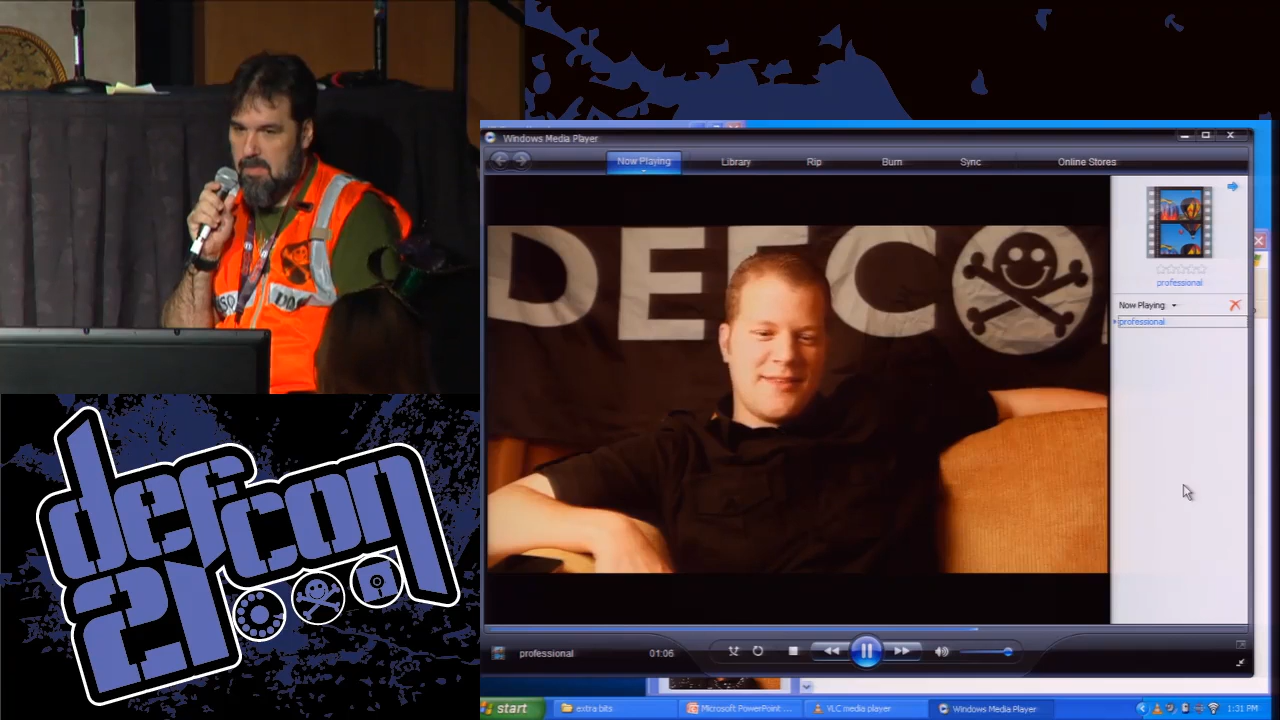 Windows Media Player
Now Playing
Library
Rip
Burn
Sync
Online Stores
DEFC
professional
Now Playing
professional
professional
01:06
start
extra bits
Microsoft PowerPoint ...
VLC media player
Windows Media Player
1:31 PM
defcon
21